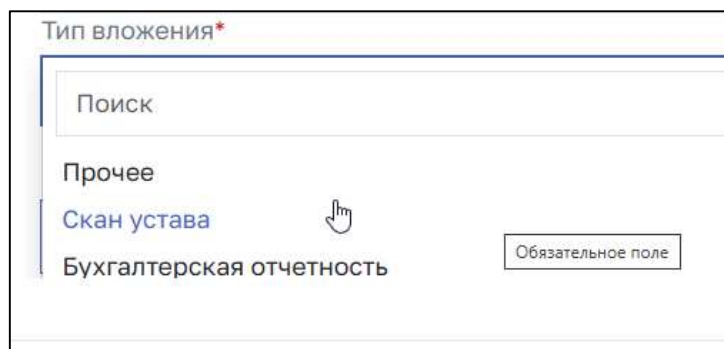 Тип вложения*
Поиск
Прочее
Скан устава
Бухгалтерская отчетность
Обязательное поле